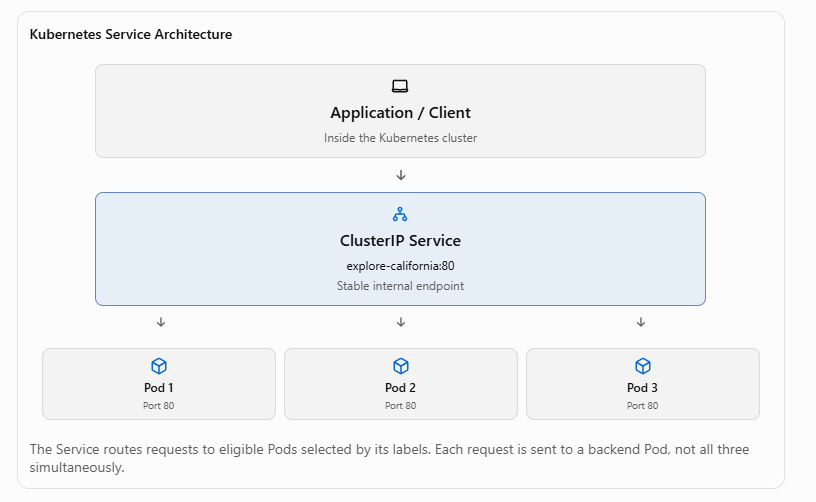 Kubernetes Service Architecture
Application / Client
Inside the Kubernetes cluster
ClusterIP Service
explore-california:80
Stable internal endpoint
Pod 1
Port 80
Pod 2
Port 80
Pod 3
Port 80
The Service routes requests to eligible Pods selected by its labels. Each request is sent to a backend Pod, not all three
simultaneously.